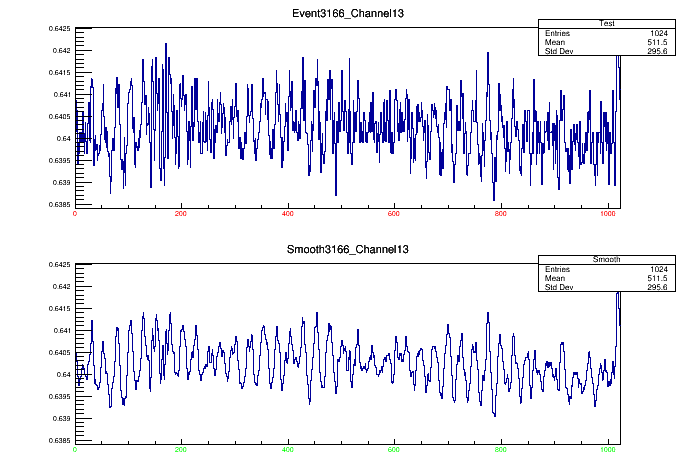 Event3166_Channel13
Test
Entries 1024
Mean 511.5
Std Dev 295.6
0.6425
0.642
0.6415
0.641
0.6405
0.64
0.6395
0.639
0.6385
0 200 400 600 800 1000
Smooth3166_Channel13
Smooth
Entries 1024
Mean 511.5
Std Dev 295.6
0.6425
0.642
0.6415
0.641
0.6405
0.64
0.6395
0.639
0.6385
0 200 400 600 800 1000